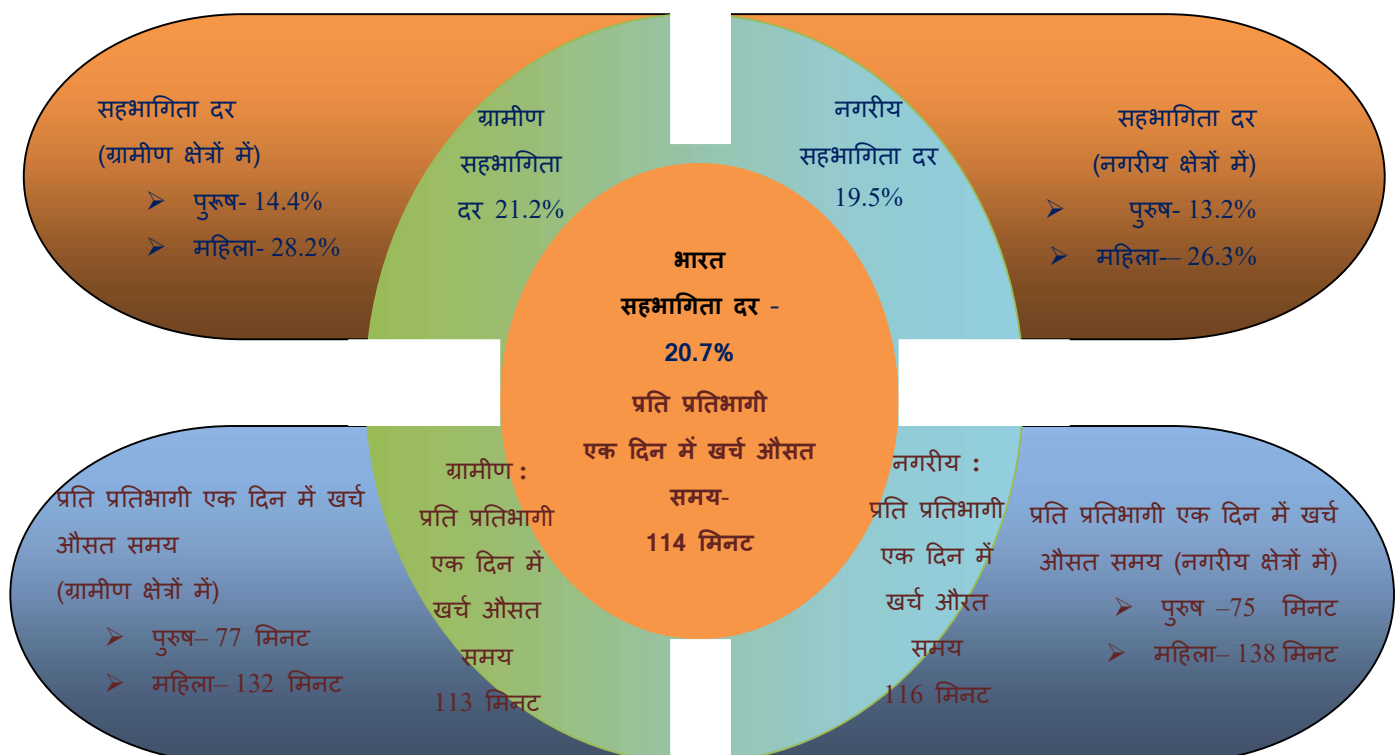 सहभागिता दर
(ग्रामीण क्षेत्रों में)
➢ पुरूष- 14.4%
➢ महिला- 28.2%
ग्रामीण
सहभागिता
दर 21.2%
नगरीय
सहभागिता दर
19.5%
सहभागिता दर
(नगरीय क्षेत्रों में)
➢ पुरुष- 13.2%
➢ महिला-– 26.3%
भारत
सहभागिता दर -
20.7%
प्रति प्रतिभागी
एक दिन में खर्च औसत
समय-
114 मिनट
प्रति प्रतिभागी एक दिन में खर्च
औसत समय
(ग्रामीण क्षेत्रों में)
➢ पुरुष– 77 मिनट
➢ महिला– 132 मिनट
ग्रामीण :
प्रति प्रतिभागी
एक दिन में
खर्च औसत
समय
113 मिनट
नगरीय :
प्रति प्रतिभागी
एक दिन में
खर्च औरत
समय
116 मिनट
प्रति प्रतिभागी एक दिन में खर्च
औसत समय (नगरीय क्षेत्रों में)
➢ पुरुष –75 मिनट
➢ महिला– 138 मिनट